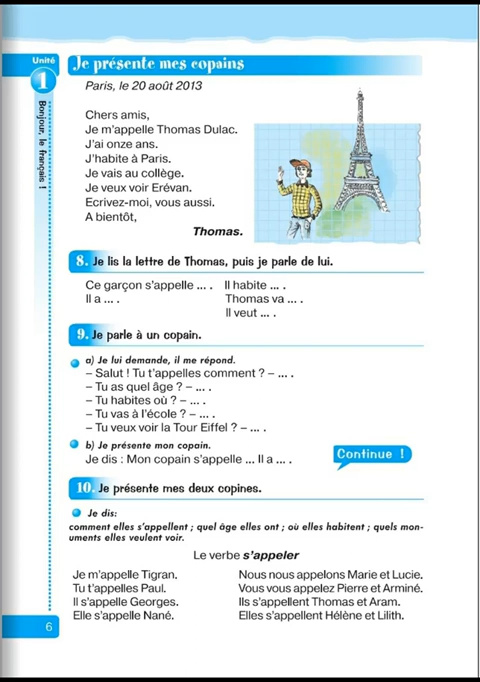 Unité
1
Bonjour, le français !
Je présente mes copains
Paris, le 20 août 2013
Chers amis,
Je m'appelle Thomas Dulac.
J'ai onze ans.
J'habite à Paris.
Je vais au collège.
Je veux voir Erévan.
Ecrivez-moi, vous aussi.
A bientôt,
Thomas.
8. Je lis la lettre de Thomas, puis je parle de lui.
Ce garçon s'appelle ... . Il habite ... .
Il a ... . Thomas va ... .
Il veut ... .
9. Je parle à un copain.
a) Je lui demande, il me répond.
– Salut ! Tu t'appelles comment ? – ... .
– Tu as quel âge ? – ... .
– Tu habites où ? – ... .
– Tu vas à l'école ? – ... .
– Tu veux voir la Tour Eiffel ? – ... .
b) Je présente mon copain.
Je dis : Mon copain s'appelle ... Il a ... .
Continue !
10. Je présente mes deux copines.
Je dis:
comment elles s'appellent ; quel âge elles ont ; où elles habitent ; quels mon-
uments elles veulent voir.
Le verbe s'appeler
Je m'appelle Tigran. Nous nous appelons Marie et Lucie.
Tu t'appelles Paul. Vous vous appelez Pierre et Arminé.
Il s'appelle Georges. Ils s'appellent Thomas et Aram.
Elle s'appelle Nané. Elles s'appellent Hélène et Lilith.
6